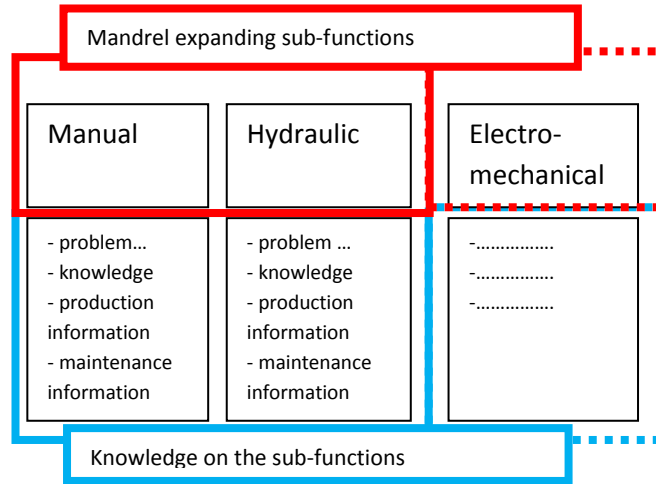 Mandrel expanding sub-functions
Manual
Hydraulic
Electro-
mechanical
- problem...
- knowledge
- production
information
- maintenance
information
- problem ...
- knowledge
- production
information
- maintenance
information
-................
-................
-................
Knowledge on the sub-functions